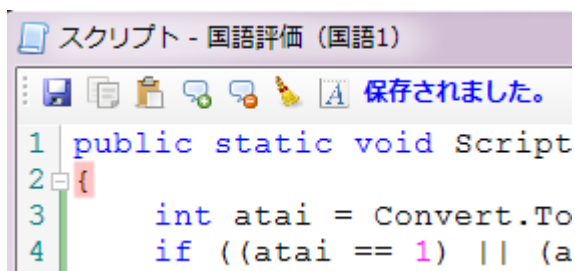 スクリプト - 国語評価（国語1）
A 保存されました。
1 public static void Script
2 {
3 int atai = Convert.To
4 if ((atai == 1) || (a